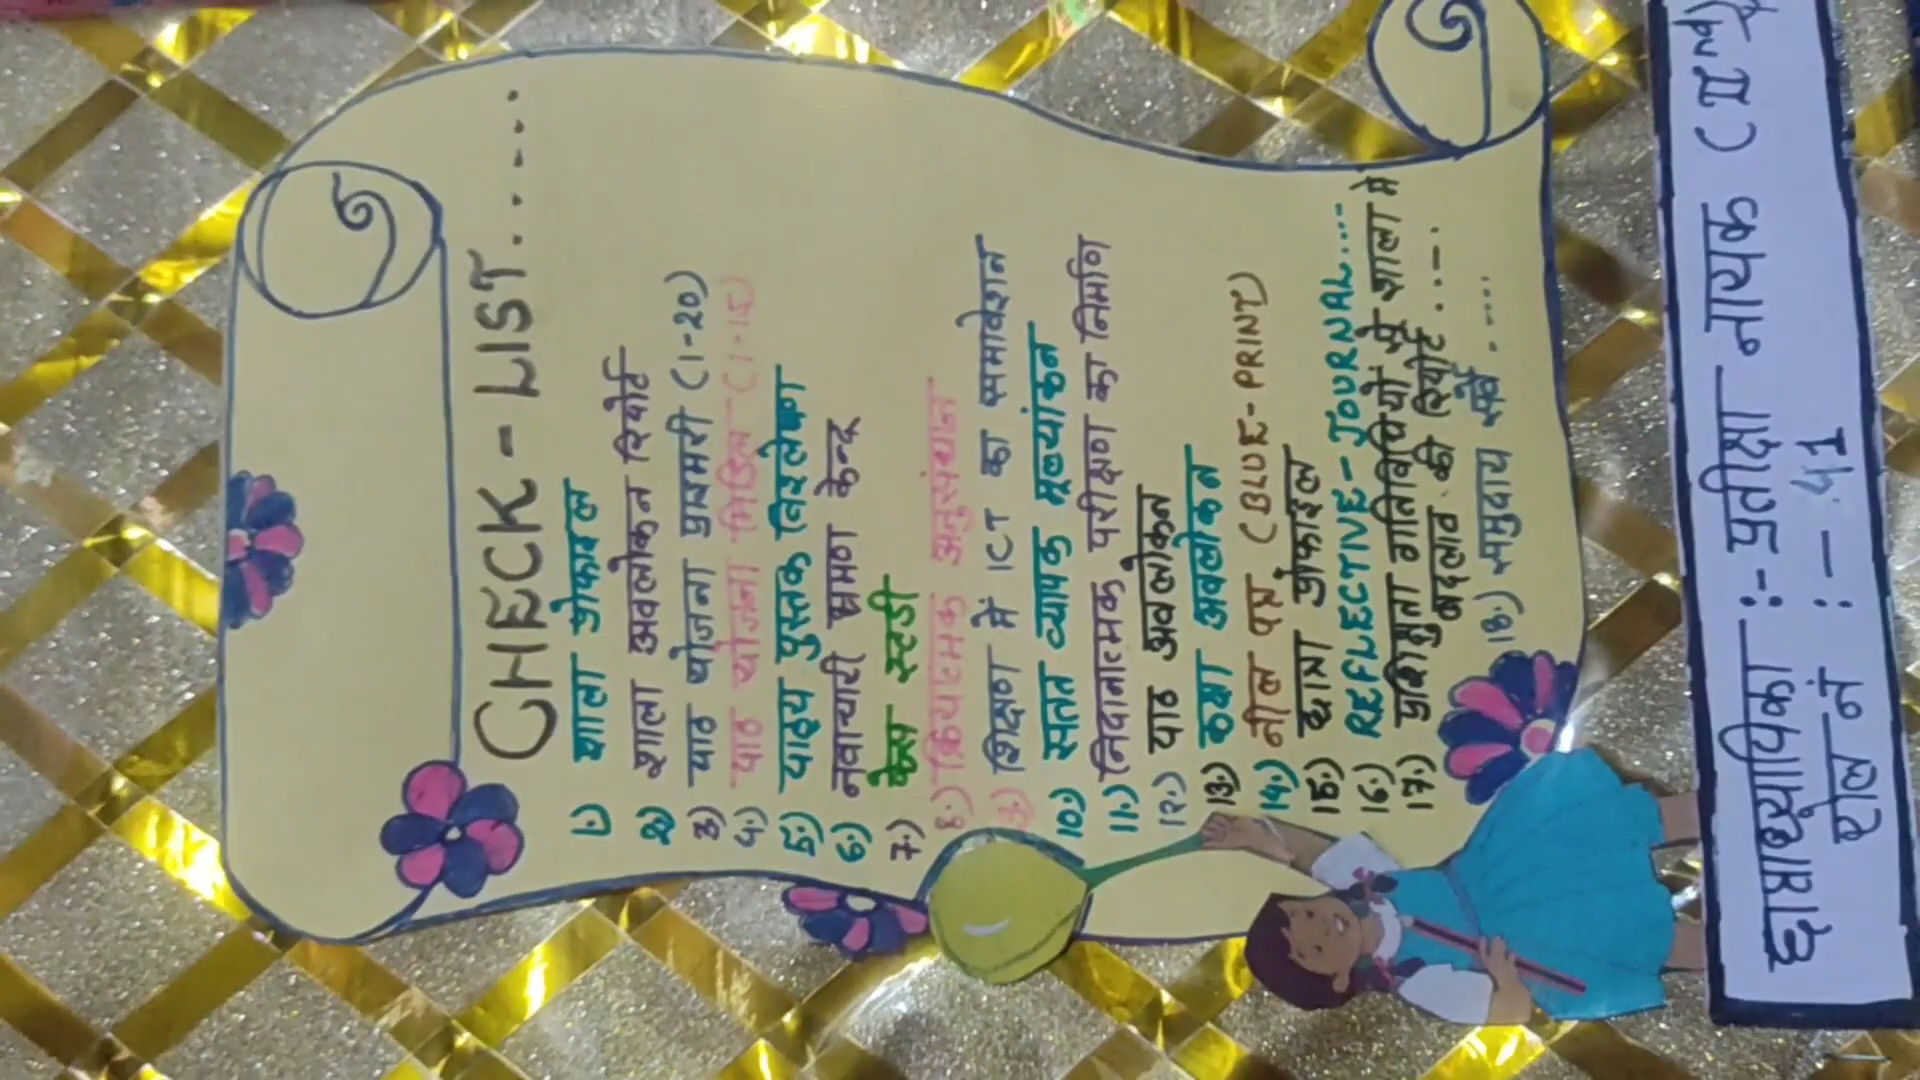 CHECK-LIST......
1.) शाला प्रोफाइल
2) शाला अवलोकन रिपोर्ट
3) पाठ योजना प्राथमरी (1-20)
4.) पाठ योजना मिडिल (1-15)
5.) पाठ्य पुस्तक विश्लेषण
6.) नवाचारी भ्रमण केन्द्र
7.) केस स्टडी
8.) क्रियात्मक अनुसंधान
9.) शिक्षण में ICT का समावेशन
10.) सतत व्यापक मूल्यांकन
11.) निदानात्मक परीक्षण का निर्माण
12.) पाठ अवलोकन
13.) कक्षा अवलोकन
14.) नील पत्र (BLUE-PRINT)
15.) छात्र प्रोफाइल
16.) REFLECTIVE-JOURNAL....
17.) प्रशिक्षुता गतिविधियों से शाला में
बदलाव की रिपोर्ट....
18.) समुदाय सर्वे.....
छात्राध्यापिका :- प्रतीक्षा नायक (IInd
रोल नं :- 41